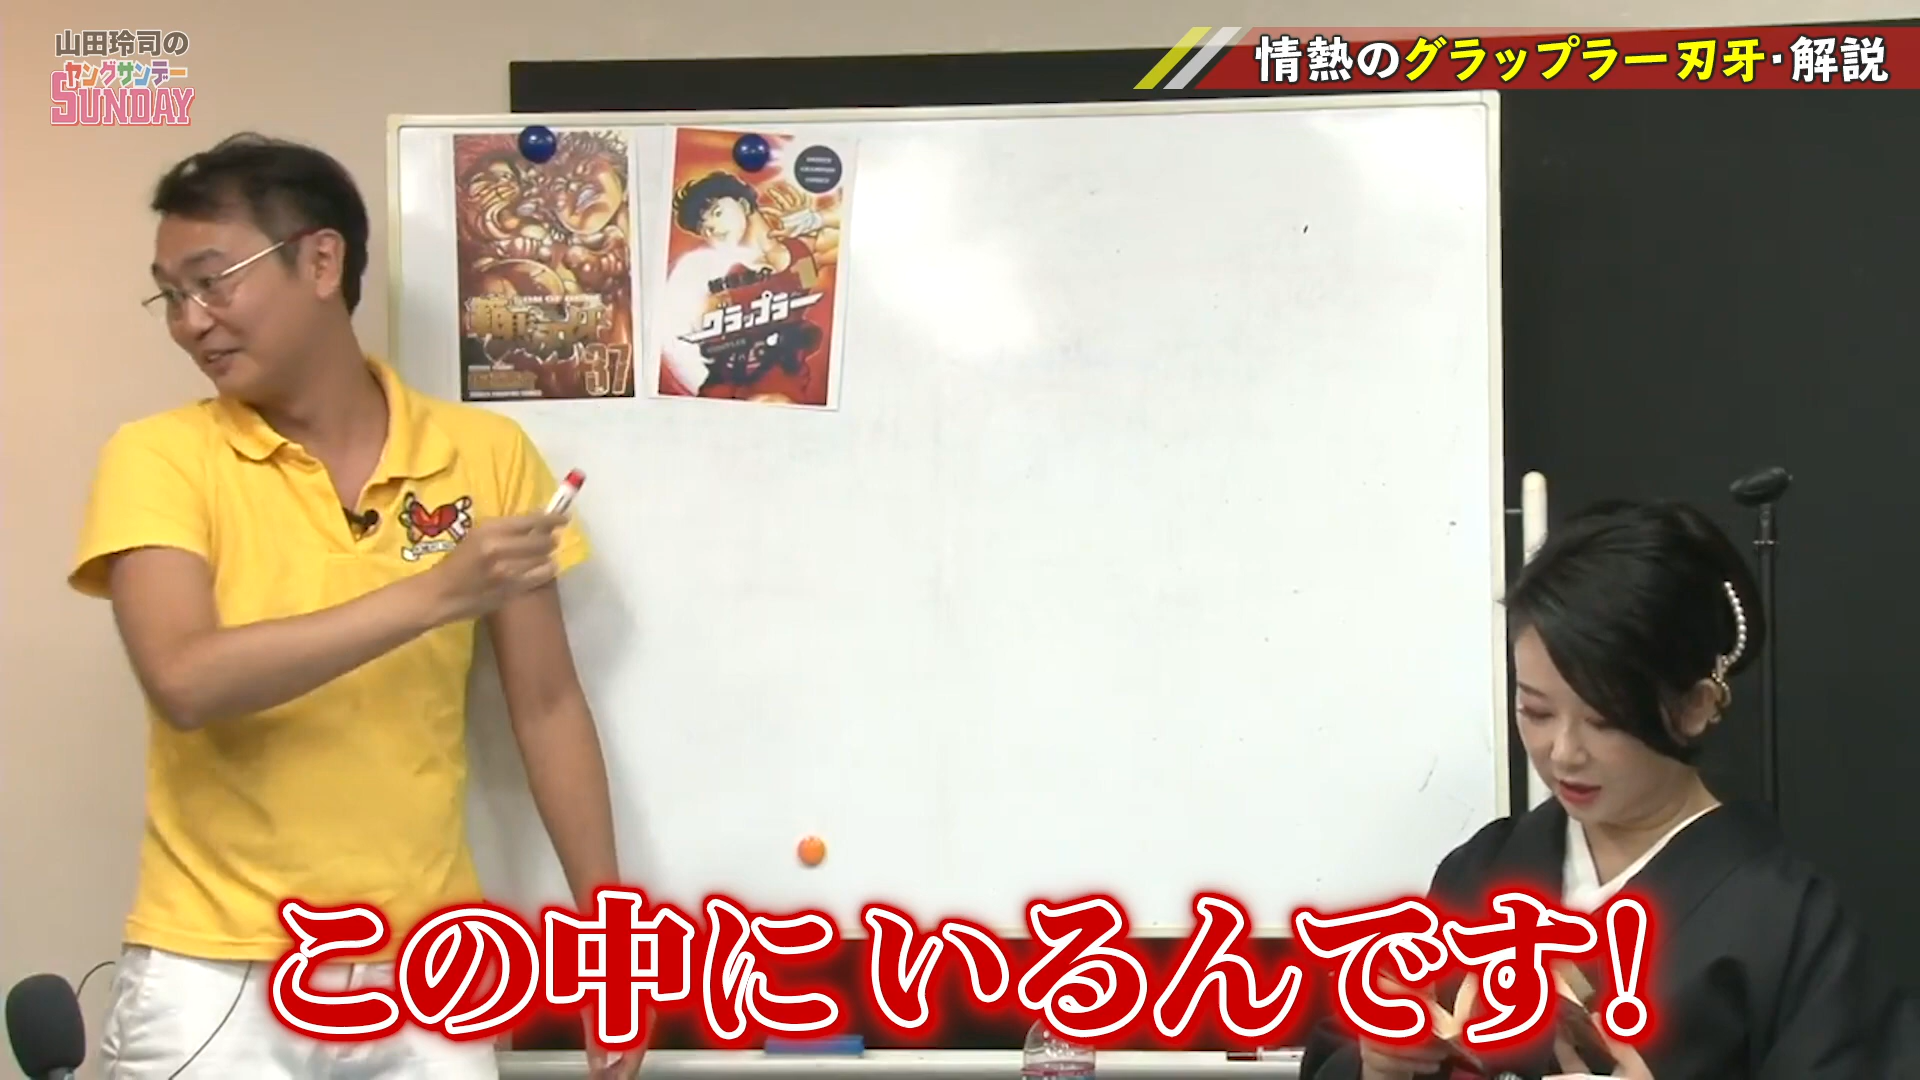 山田玲司の
ヤングサンデー
SUNDAY
情熱のグラップラー刃牙・解説
37
グラップラー
1
この中にいるんです!